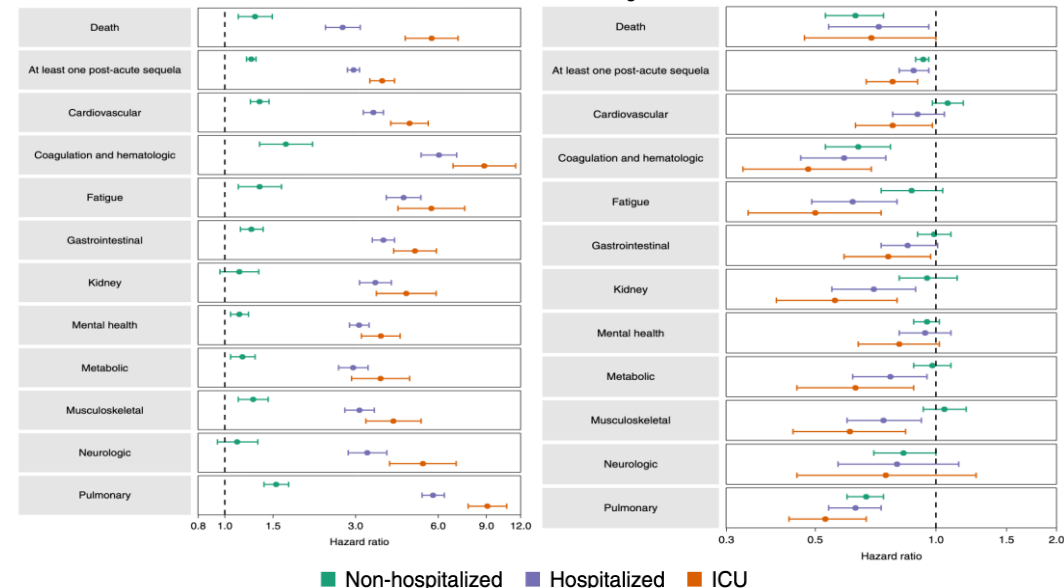 Death
At least one post-acute sequela
Cardiovascular
Coagulation and hematologic
Fatigue
Gastrointestinal
Kidney
Mental health
Metabolic
Musculoskeletal
Neurologic
Pulmonary
0.8 1.0 1.5 3.0 6.0 9.0 12.0
Hazard ratio
Death
At least one post-acute sequela
Cardiovascular
Coagulation and hematologic
Fatigue
Gastrointestinal
Kidney
Mental health
Metabolic
Musculoskeletal
Neurologic
Pulmonary
0.3 0.5 1.0 1.5 2.0
Hazard ratio
Non-hospitalized Hospitalized ICU